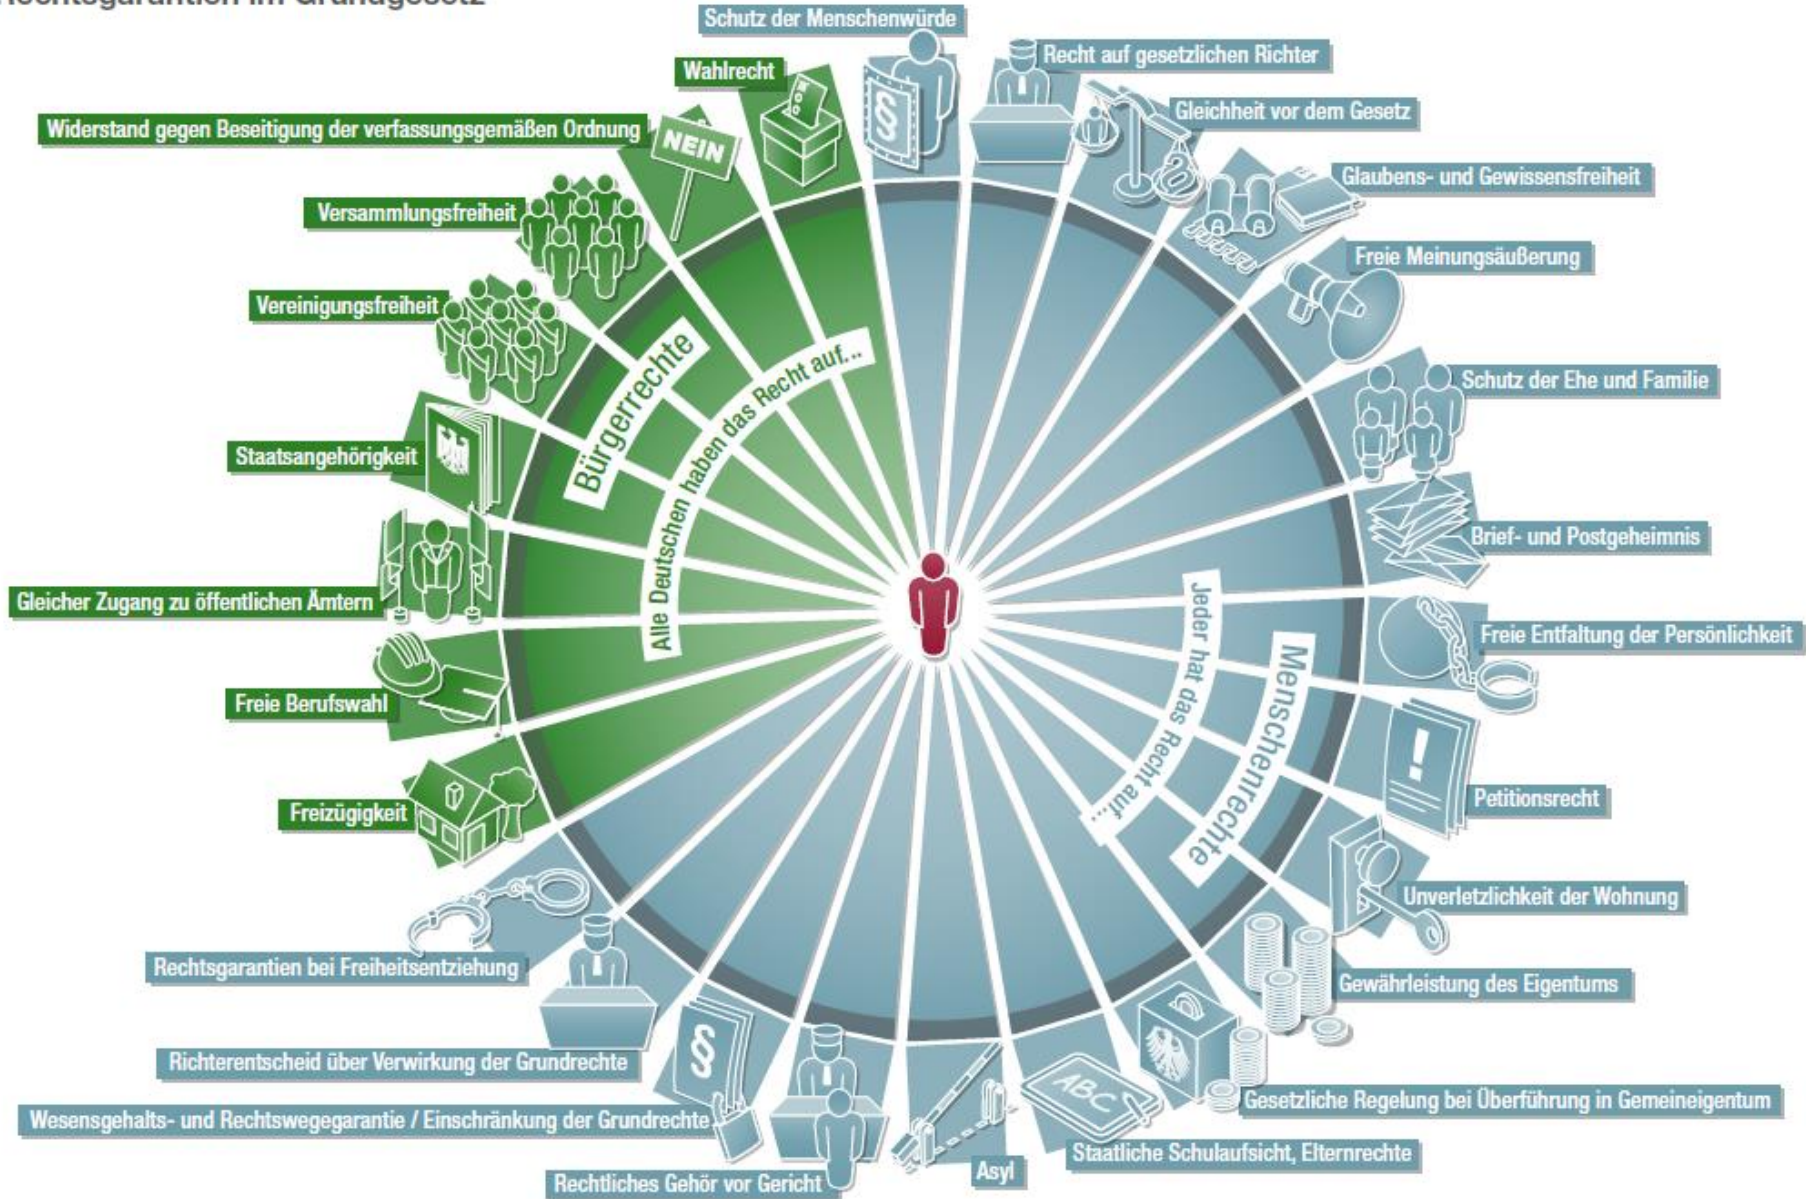 Rechtsgarantien im Grundgesetz
Schutz der Menschenwürde
Recht auf gesetzlichen Richter
Gleichheit vor dem Gesetz
Glaubens- und Gewissensfreiheit
Freie Meinungsäußerung
Schutz der Ehe und Familie
Brief- und Postgeheimnis
Freie Entfaltung der Persönlichkeit
Petitionsrecht
Unverletzlichkeit der Wohnung
Gewährleistung des Eigentums
Gesetzliche Regelung bei Überführung in Gemeineigentum
Staatliche Schulaufsicht, Elternrechte
ABC
Asyl
Rechtliches Gehör vor Gericht
Wesensgehalts- und Rechtswegegarantie / Einschränkung der Grundrechte
§
Richterentscheid über Verwirkung der Grundrechte
Rechtsgarantien bei Freiheitsentziehung
Freizügigkeit
Freie Berufswahl
Gleicher Zugang zu öffentlichen Ämtern
Staatsangehörigkeit
Vereinigungsfreiheit
Versammlungsfreiheit
Widerstand gegen Beseitigung der verfassungsgemäßen Ordnung
NEIN
Wahlrecht
§
!
Bürgerrechte
Alle Deutschen haben das Recht auf...
Menschenrechte
Jeder hat das Recht auf...